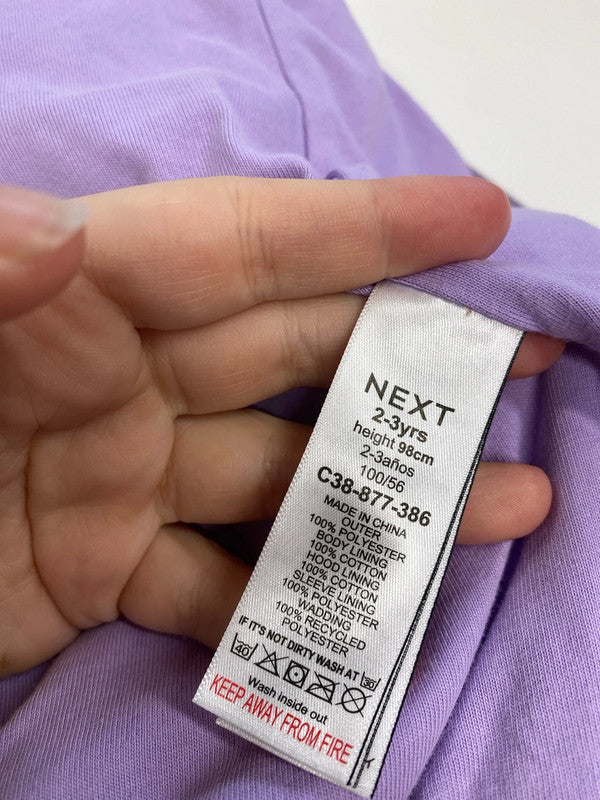 NEXT
2-3yrs
height 98cm
2-3años
100/56
C38-877-386
MADE IN CHINA
OUTER
100% POLYESTER
BODY LINING
100% COTTON
HOOD LINING
100% COTTON
SLEEVE LINING
100% POLYESTER
WADDING
100% RECYCLED
POLYESTER
IF IT'S NOT DIRTY WASH AT 30
40
Wash inside out
KEEP AWAY FROM FIRE